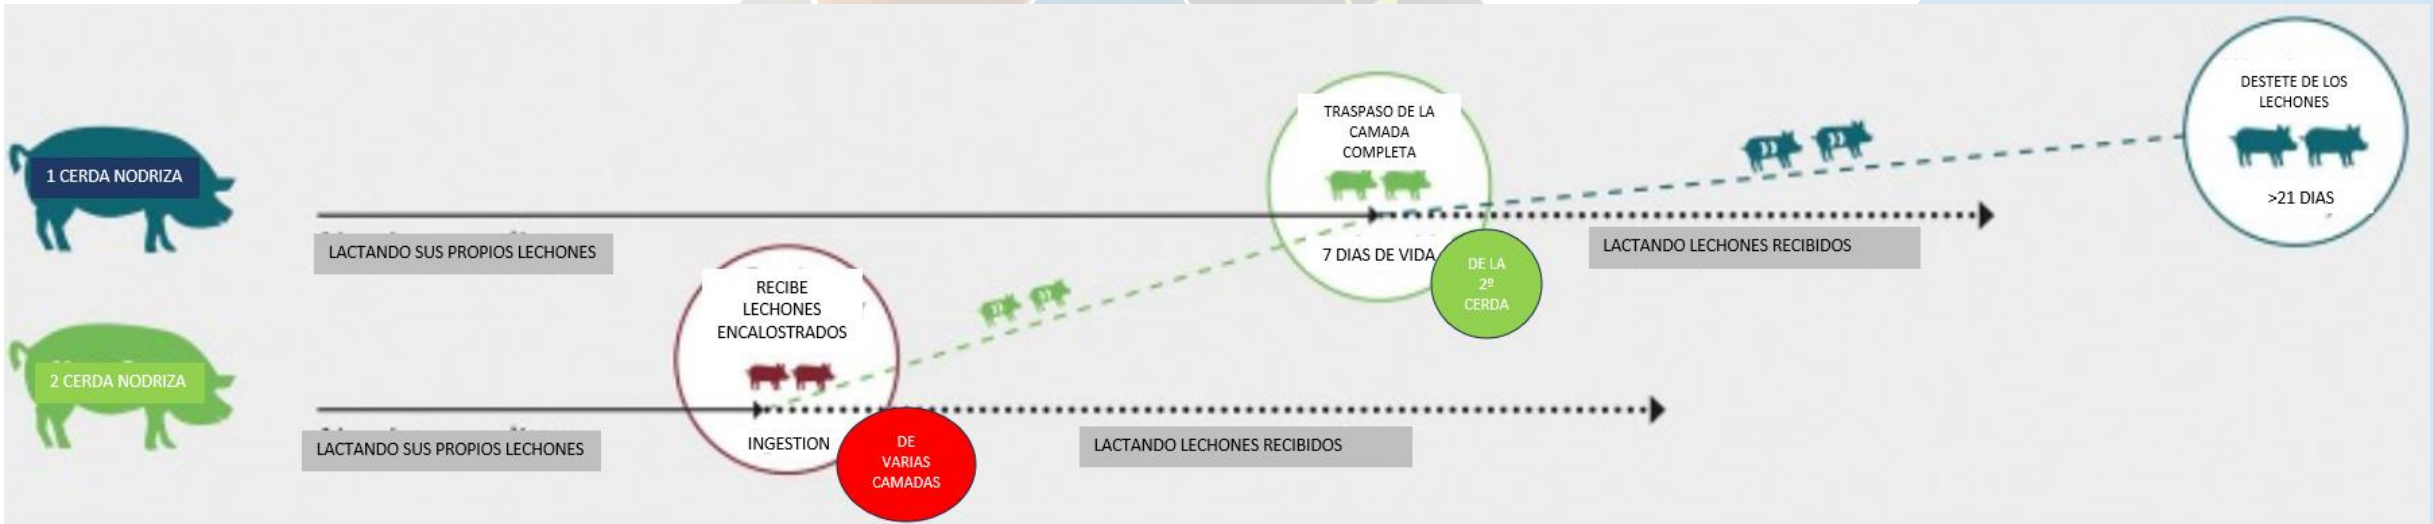 DESTETE DE LOS
LECHONES
>21 DIAS
TRASPASO DE LA
CAMADA
COMPLETA
7 DIAS DE VIDA
DE LA
2º
CERDA
1 CERDA NODRIZA
LACTANDO SUS PROPIOS LECHONES
LACTANDO LECHONES RECIBIDOS
RECIBE
LECHONES
ENCALOSTRADOS
INGESTION
DE
VARIAS
CAMADAS
2 CERDA NODRIZA
LACTANDO SUS PROPIOS LECHONES
LACTANDO LECHONES RECIBIDOS